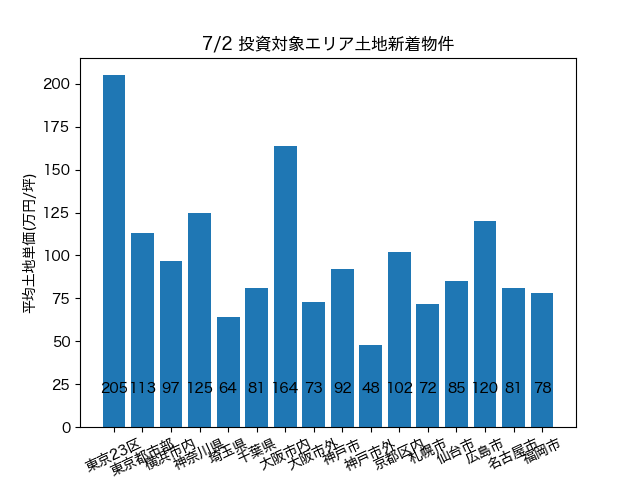 7/2 投資対象エリア土地新着物件
平均土地単価(万円/坪)
200
175
150
125
100
75
50
25
0
205 113 97 125 64 81 164 73 92 48 102 72 85 120 81 78
東京23区
東京都市部
横浜市内
神奈川県
埼玉県
千葉県
大阪市内
大阪市外
神戸市
神戸市外
京都区内
札幌市
仙台市
広島市
名古屋市
福岡市